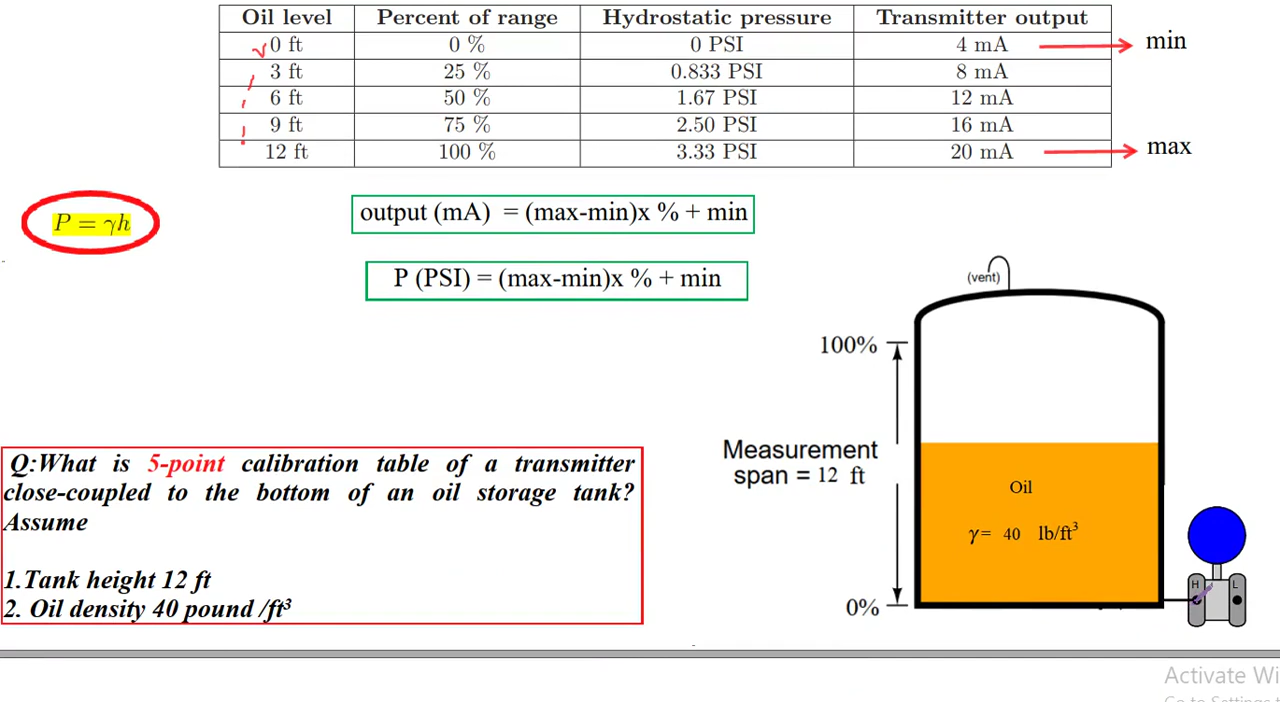 Oil level Percent of range Hydrostatic pressure Transmitter output
0 ft 0 % 0 PSI 4 mA min
3 ft 25 % 0.833 PSI 8 mA
6 ft 50 % 1.67 PSI 12 mA
9 ft 75 % 2.50 PSI 16 mA
12 ft 100 % 3.33 PSI 20 mA max
P = γh
output (mA) = (max-min)x % + min
P (PSI) = (max-min)x % + min
(vent)
100%
Measurement
span = 12 ft
Oil
γ= 40 lb/ft³
H L
0%
Q:What is 5-point calibration table of a transmitter
close-coupled to the bottom of an oil storage tank?
Assume
1.Tank height 12 ft
2. Oil density 40 pound /ft³
Activate Wi